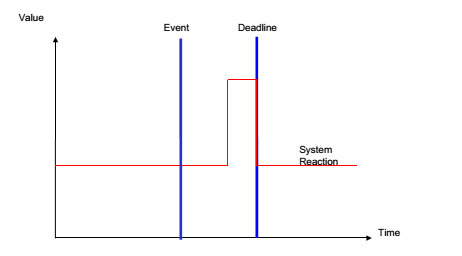 Value
Event
Deadline
System
Reaction
Time